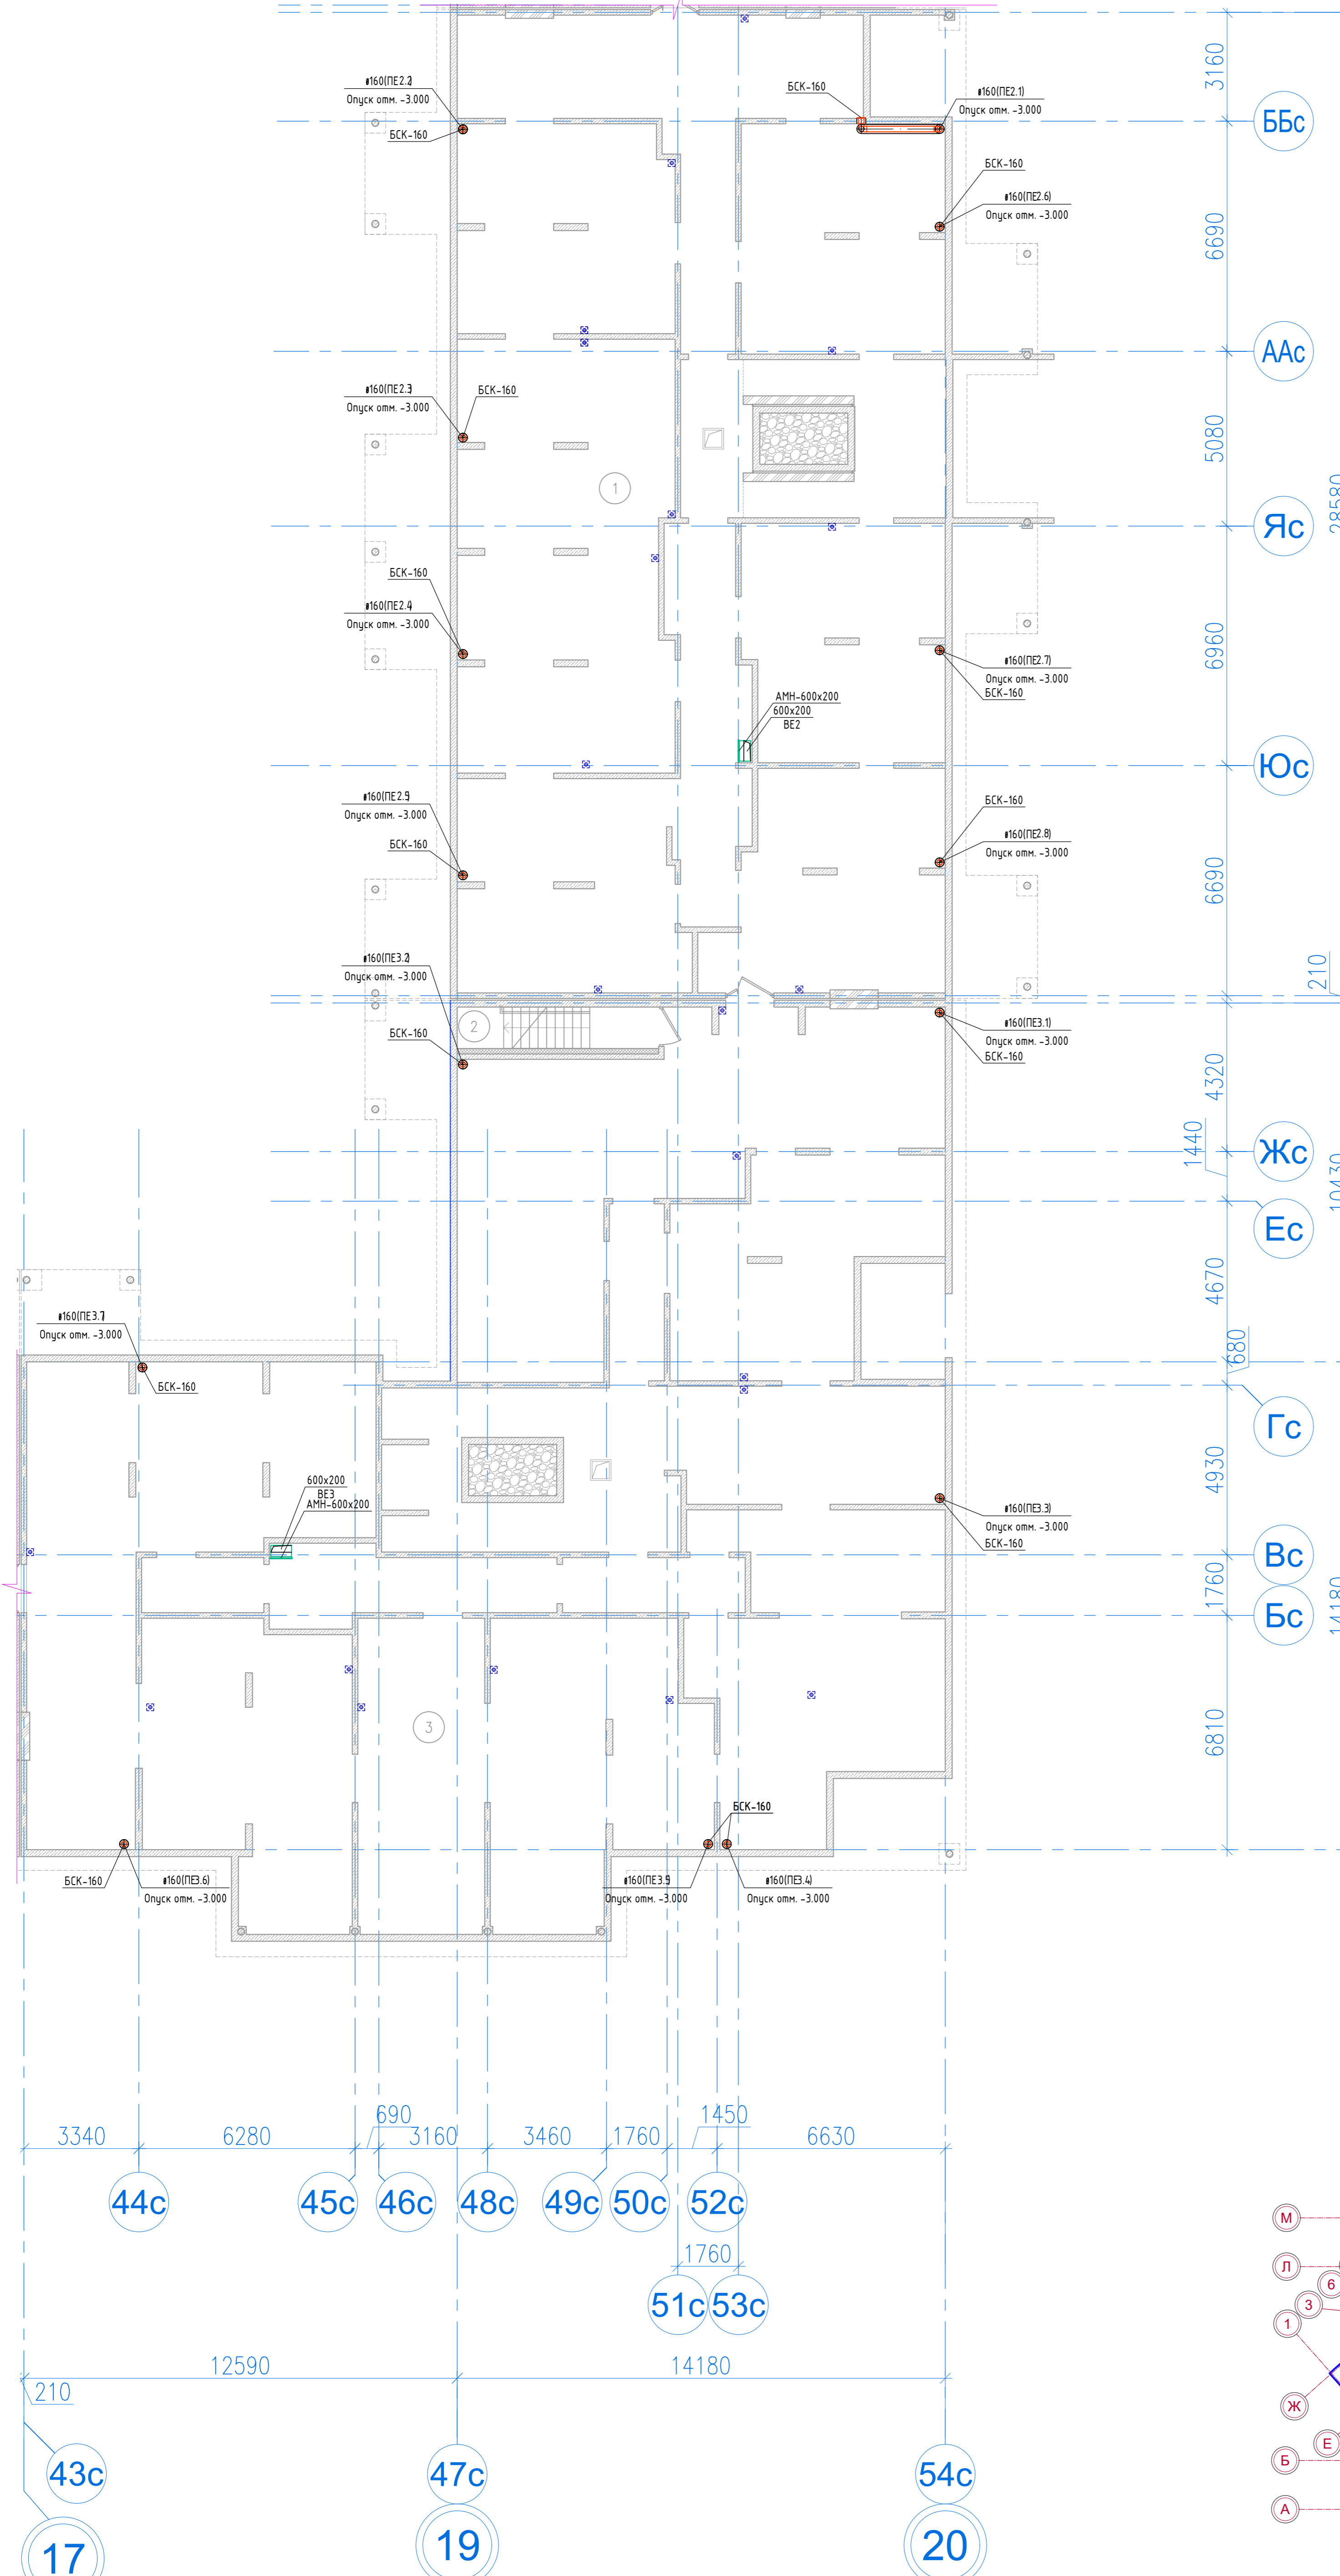 3160
ø160(ПЕ2.2)
Опуск отм. -3.000
БСК-160
БСК-160
ø160(ПЕ2.1)
Опуск отм. -3.000
ББс
БСК-160
ø160(ПЕ2.6)
Опуск отм. -3.000
6690
ААс
ø160(ПЕ2.3)
Опуск отм. -3.000
БСК-160
5080
1
28580
Яс
БСК-160
ø160(ПЕ2.4)
Опуск отм. -3.000
6960
ø160(ПЕ2.7)
Опуск отм. -3.000
БСК-160
АМН-600х200
600х200
ВЕ2
Юс
ø160(ПЕ2.5)
Опуск отм. -3.000
БСК-160
БСК-160
ø160(ПЕ2.8)
Опуск отм. -3.000
6690
ø160(ПЕ3.2)
Опуск отм. -3.000
210
2
БСК-160
ø160(ПЕ3.1)
Опуск отм. -3.000
БСК-160
4320
1440
Жс
10430
Ес
4670
ø160(ПЕ3.7)
Опуск отм. -3.000
БСК-160
680
Гс
4930
600х200
ВЕ3
АМН-600х200
ø160(ПЕ3.3)
Опуск отм. -3.000
БСК-160
Вс
1760
14180
Бс
3
6810
БСК-160
БСК-160
ø160(ПЕ3.6)
Опуск отм. -3.000
ø160(ПЕ3.5)
Опуск отм. -3.000
ø160(ПЕ3.4)
Опуск отм. -3.000
3340
6280
690
3160
3460
1760
1450
6630
44с
45с
46с
48с
49с
50с
52с
1760
51с
53с
12590
14180
210
43с
47с
54с
17
19
20
М
Л
6
3
1
Ж
Е
Б
А